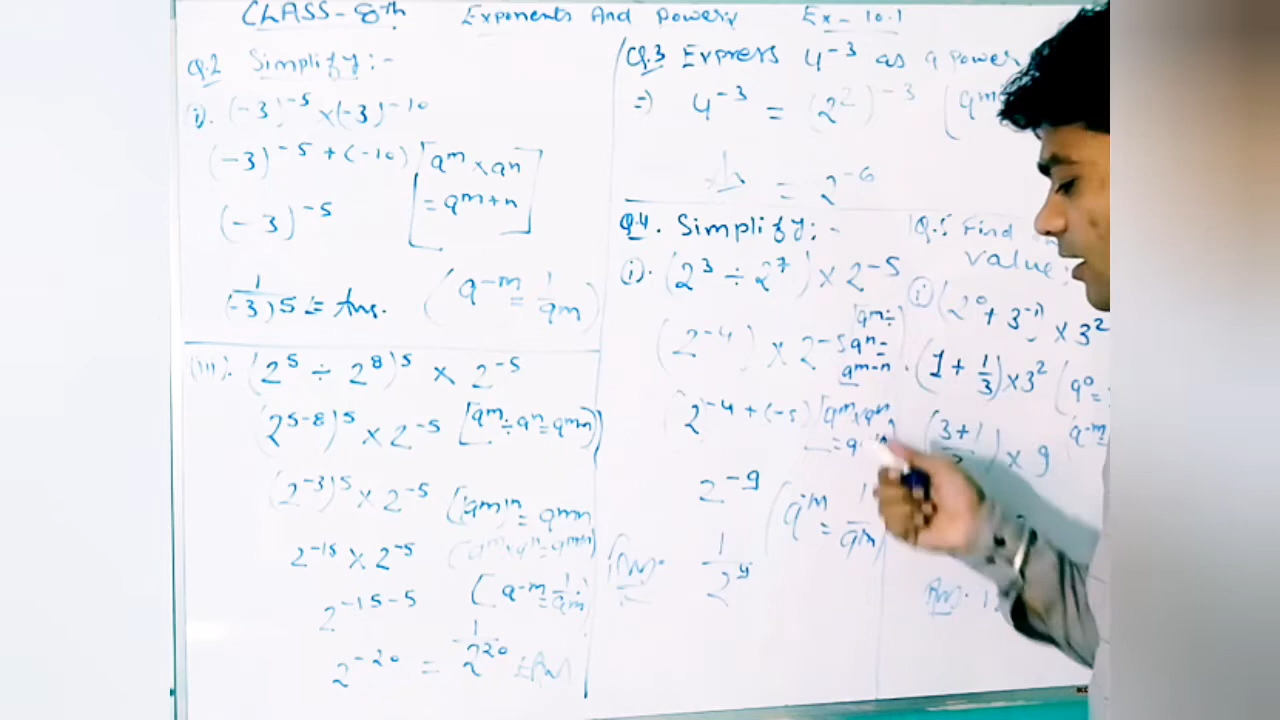 CLASS-8th Exponents And Powers Ex-10.1
Q.2 Simplify:-
i). (-3)^-5 ×(-3)^-10
(-3)^-5+(-10) [a^m × a^n
= a^m+n]
(-3)^-5
1/(-3)5 = Ans. (a^-m = 1/a^m)
(iii). (2^5 ÷ 2^8)^5 × 2^-5
(2^5-8)^5 × 2^-5 [a^m ÷ a^n = a^m-n]
(2^-3)^5 × 2^-5 [(a^m)^n = a^mn
2^-15 × 2^-5 (a^m×a^n=a^m+n)
2^-15-5 (a^-m = 1/a^m)
2^-20 = 1/2^20
Q.3 Express 4^-3 as a power
=) 4^-3 = (2^2)^-3 (a^m
= 2^-6
Q.4. Simplify:-
i). (2^3 ÷ 2^7) × 2^-5
(2^-4) × 2^-5 [a^m ÷
a^n =
a^m-n
(2^-4+(-5) [a^m×a^n
2^-9 (a^-m = 1/a^m)
Ans. 1/2^9
Q.5 Find
value:
i (2^0 + 3^-1) × 3^2
(1 + 1/3) × 3^2 (a^0 =
(3+1/3) × 9 (a^-m =
Ans. 1